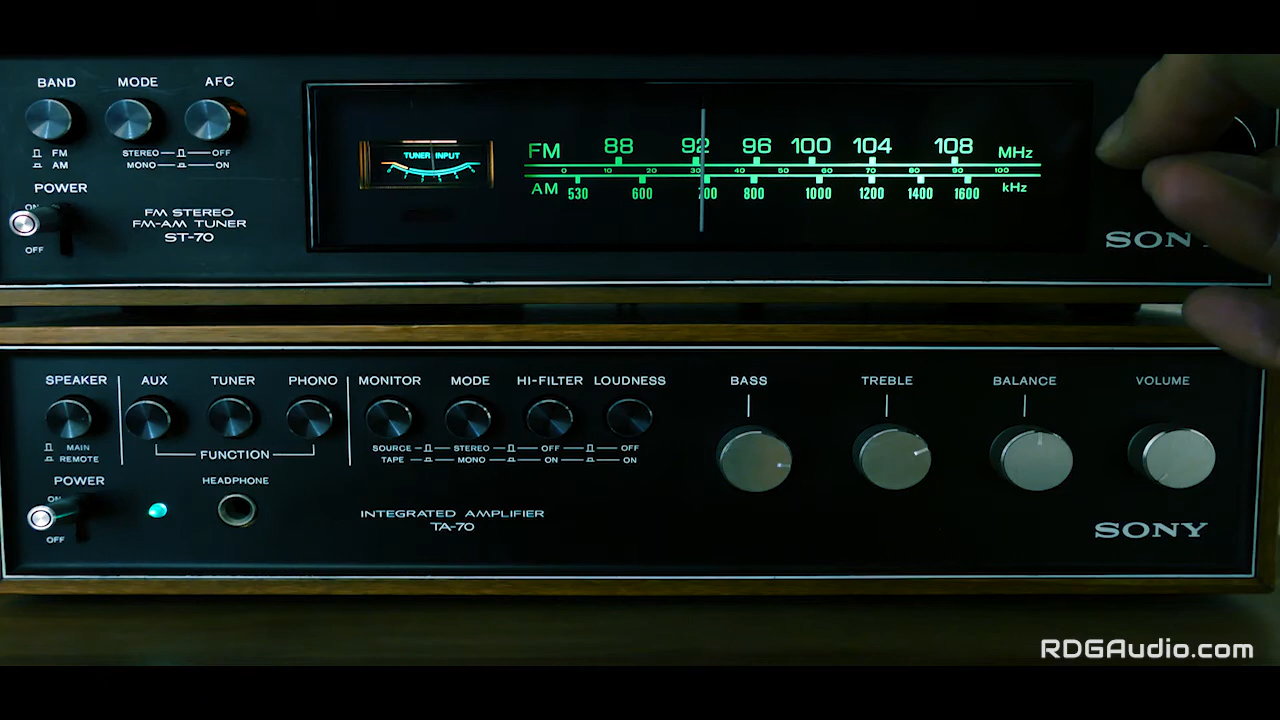 BAND MODE AFC
FM
AM
STEREO OFF
MONO ON
POWER
ON
OFF
FM STEREO
FM-AM TUNER
ST-70
TUNER INPUT
FM 88 92 96 100 104 108 MHz
0 10 20 30 40 50 60 70 80 90 100
AM 530 600 700 800 1000 1200 1400 1600 kHz
SONY
SPEAKER AUX TUNER PHONO MONITOR MODE HI-FILTER LOUDNESS BASS TREBLE BALANCE VOLUME
MAIN
REMOTE
FUNCTION
SOURCE STEREO OFF OFF
TAPE MONO ON ON
POWER
ON
OFF
HEADPHONE
INTEGRATED AMPLIFIER
TA-70
SONY
RDGAudio.com